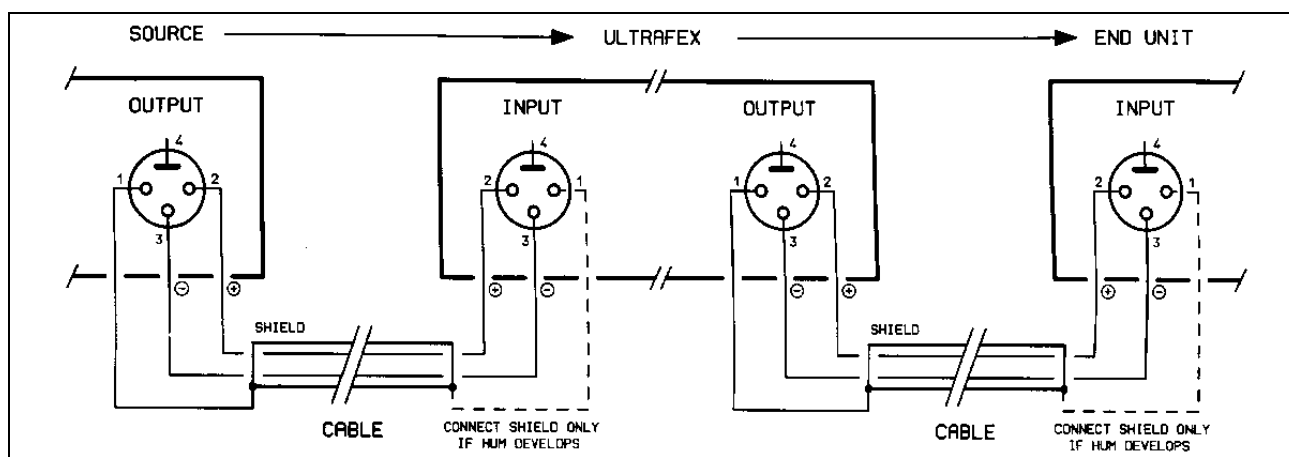 SOURCE ULTRAFEX END UNIT
OUTPUT INPUT OUTPUT INPUT
4 4 4 4
1 2 2 1 1 2 2 1
3 3 3 3
⊖ ⊕ ⊕ ⊖ ⊖ ⊕ ⊕ ⊖
SHIELD SHIELD
CABLE CONNECT SHIELD ONLY CABLE CONNECT SHIELD ONLY
IF HUM DEVELOPS IF HUM DEVELOPS